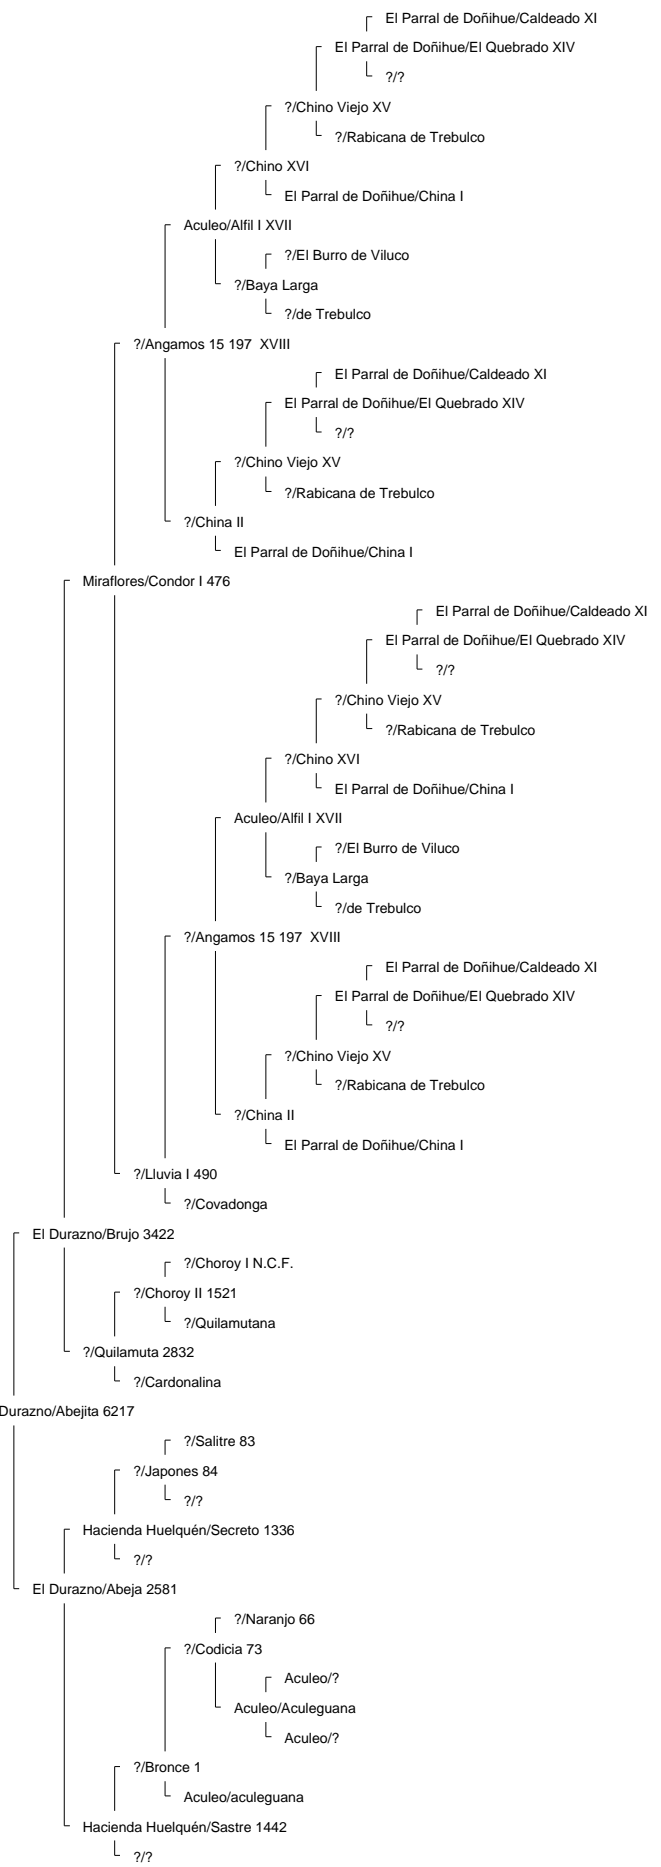 El Parral de Doñihue/Caldeado XI
El Parral de Doñihue/El Quebrado XIV
?/?
?/Chino Viejo XV
?/Rabicana de Trebulco
?/Chino XVI
El Parral de Doñihue/China I
Aculeo/Alfil I XVII
?/El Burro de Viluco
?/Baya Larga
?/de Trebulco
?/Angamos 15 197  XVIII
El Parral de Doñihue/Caldeado XI
El Parral de Doñihue/El Quebrado XIV
?/?
?/Chino Viejo XV
?/Rabicana de Trebulco
?/China II
El Parral de Doñihue/China I
Miraflores/Condor I 476
El Parral de Doñihue/Caldeado XI
El Parral de Doñihue/El Quebrado XIV
?/?
?/Chino Viejo XV
?/Rabicana de Trebulco
?/Chino XVI
El Parral de Doñihue/China I
Aculeo/Alfil I XVII
?/El Burro de Viluco
?/Baya Larga
?/de Trebulco
?/Angamos 15 197  XVIII
El Parral de Doñihue/Caldeado XI
El Parral de Doñihue/El Quebrado XIV
?/?
?/Chino Viejo XV
?/Rabicana de Trebulco
?/China II
El Parral de Doñihue/China I
?/Lluvia I 490
?/Covadonga
El Durazno/Brujo 3422
?/Choroy I N.C.F.
?/Choroy II 1521
?/Quilamutana
?/Quilamuta 2832
?/Cardonalina
Durazno/Abejita 6217
?/Salitre 83
?/Japones 84
?/?
Hacienda Huelquén/Secreto 1336
?/?
El Durazno/Abeja 2581
?/Naranjo 66
?/Codicia 73
Aculeo/?
Aculeo/Aculeguana
Aculeo/?
?/Bronce 1
Aculeo/aculeguana
Hacienda Huelquén/Sastre 1442
?/?